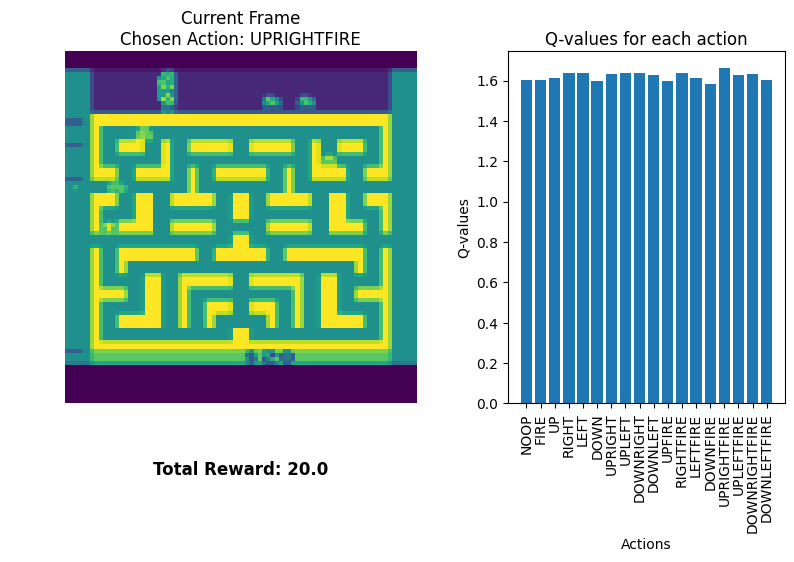 Current Frame
Chosen Action: UPRIGHTFIRE
Total Reward: 20.0
Q-values for each action
Q-values
1.6
1.4
1.2
1.0
0.8
0.6
0.4
0.2
0.0
NOOP
FIRE
UP
RIGHT
LEFT
DOWN
UPRIGHT
UPLEFT
DOWNRIGHT
DOWNLEFT
UPFIRE
RIGHTFIRE
LEFTFIRE
DOWNFIRE
UPRIGHTFIRE
UPLEFTFIRE
DOWNRIGHTFIRE
DOWNLEFTFIRE
Actions